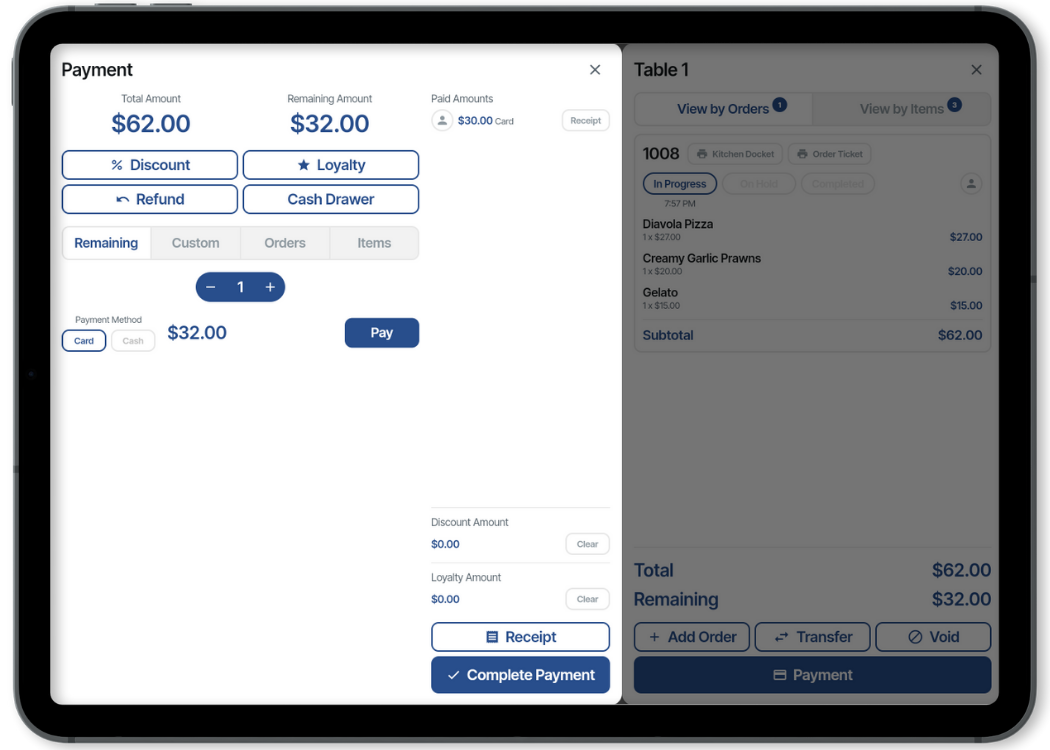 Payment
Total Amount
$62.00
Remaining Amount
$32.00
% Discount
Loyalty
Refund
Cash Drawer
Remaining
Custom
Orders
Items
− 1 +
Payment Method
Card
Cash
$32.00
Pay
Paid Amounts
$30.00 Card
Receipt
Discount Amount
$0.00
Clear
Loyalty Amount
$0.00
Clear
Receipt
Complete Payment
Table 1
View by Orders 1
View by Items 3
1008
Kitchen Docket
Order Ticket
In Progress
On Hold
Completed
7:57 PM
Diavola Pizza
1 x $27.00
$27.00
Creamy Garlic Prawns
1 x $20.00
$20.00
Gelato
1 x $15.00
$15.00
Subtotal
$62.00
Total
$62.00
Remaining
$32.00
+ Add Order
Transfer
Void
Payment